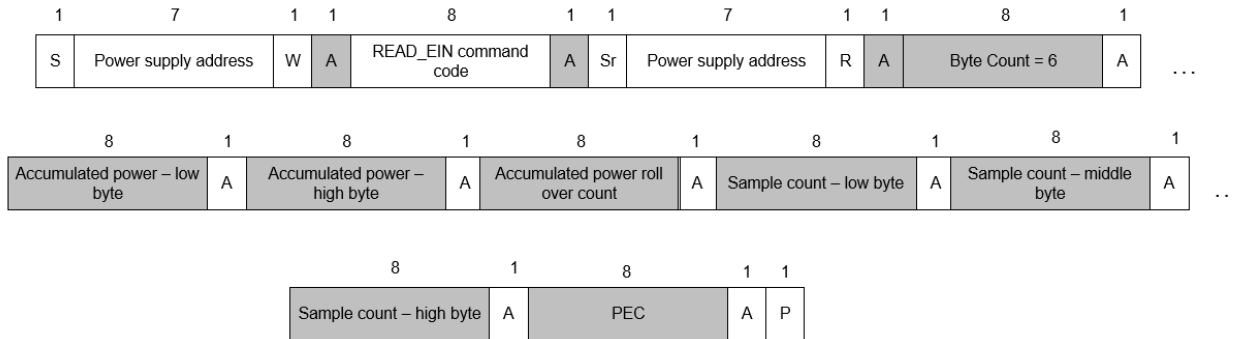 1 7 1 1 8 1 1 7 1 1 8 1
S Power supply address W A READ_EIN command code A Sr Power supply address R A Byte Count = 6 A ...
8 1 8 1 8 1 8 1 8 1
Accumulated power – low byte A Accumulated power – high byte A Accumulated power roll over count A Sample count – low byte A Sample count – middle byte A ..
8 1 8 1 1
Sample count – high byte A PEC A P